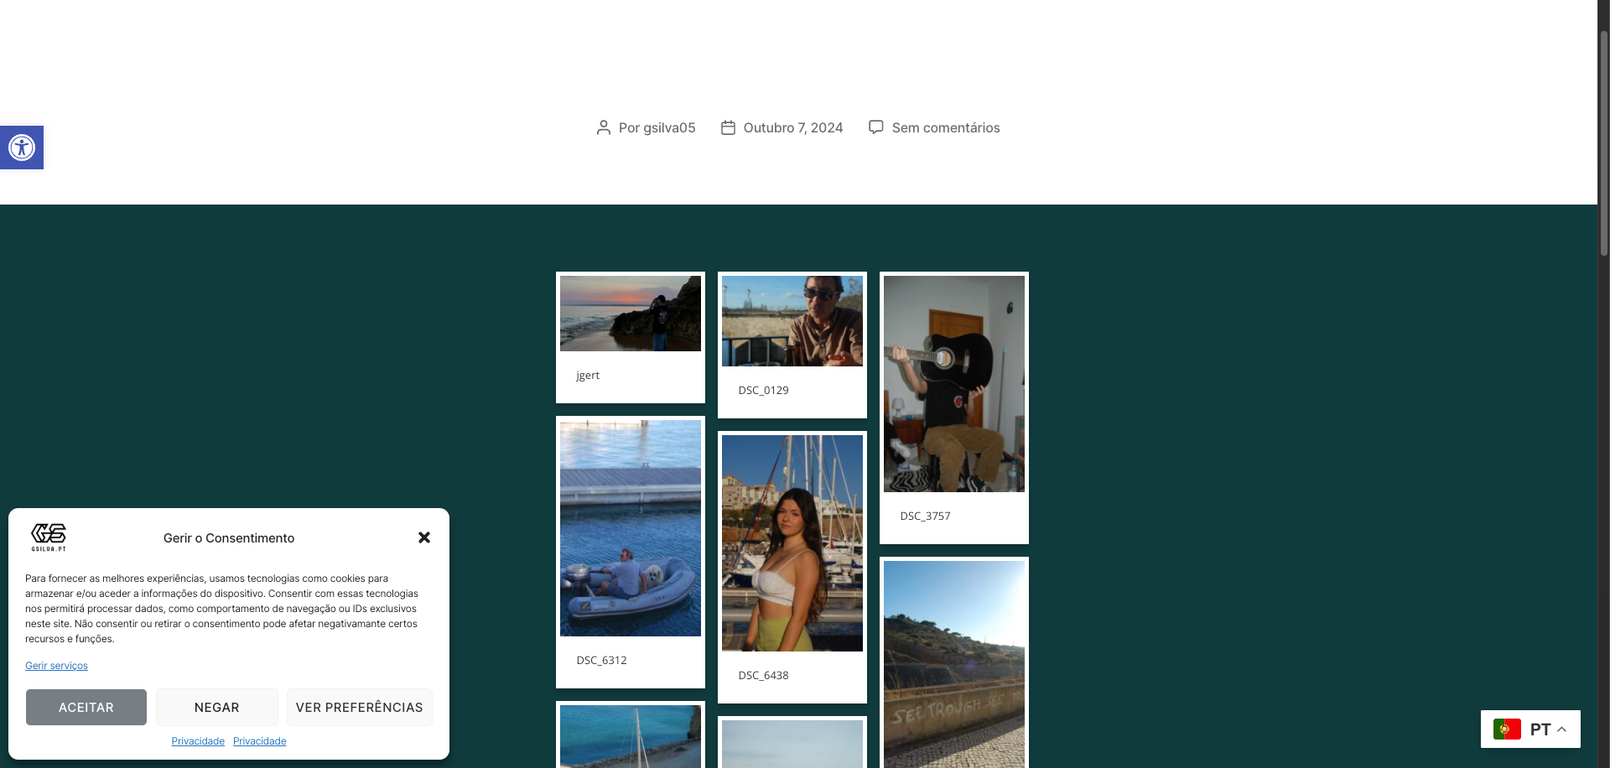 Por gsilva05 Outubro 7, 2024 Sem comentários
jgert
DSC_0129
DSC_3757
DSC_6312
DSC_6438
SEE TROUGH SEE
GSILVA.PT
Gerir o Consentimento
Para fornecer as melhores experiências, usamos tecnologias como cookies para
armazenar e/ou aceder a informações do dispositivo. Consentir com essas tecnologias
nos permitirá processar dados, como comportamento de navegação ou IDs exclusivos
neste site. Não consentir ou retirar o consentimento pode afetar negativamante certos
recursos e funções.
Gerir serviços
ACEITAR NEGAR VER PREFERÊNCIAS
Privacidade Privacidade
PT